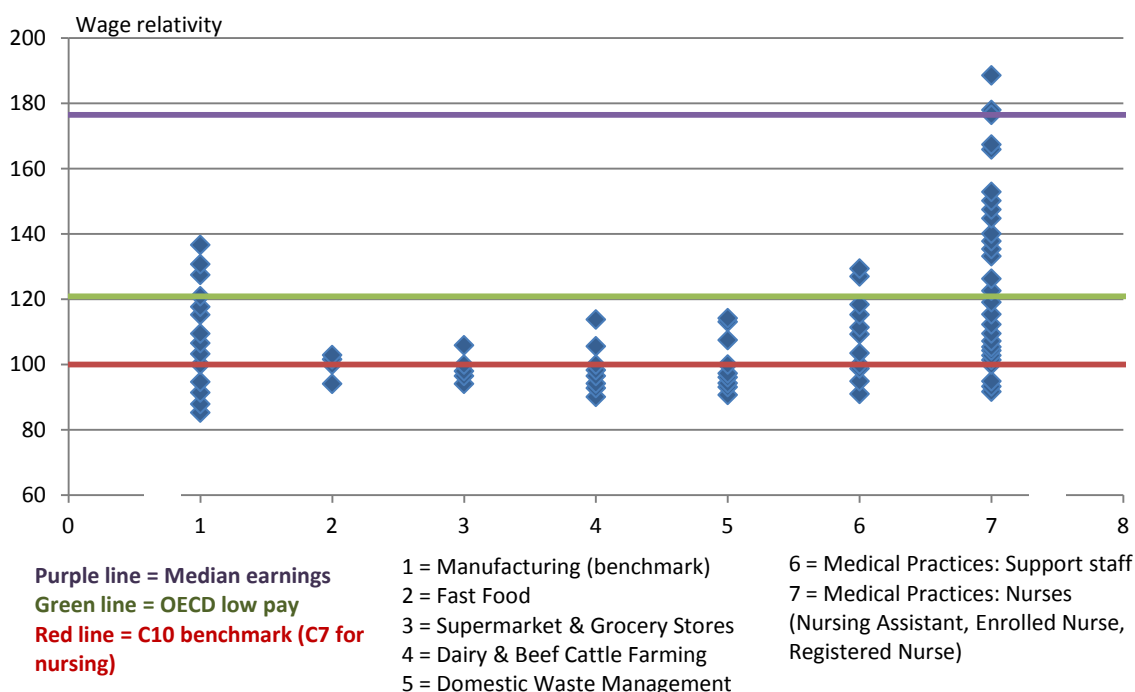 Wage relativity
200
180
160
140
120
100
80
60
0 1 2 3 4 5 6 7 8
Purple line = Median earnings
Green line = OECD low pay
Red line = C10 benchmark (C7 for
nursing)
1 = Manufacturing (benchmark)
2 = Fast Food
3 = Supermarket & Grocery Stores
4 = Dairy & Beef Cattle Farming
5 = Domestic Waste Management
6 = Medical Practices: Support staff
7 = Medical Practices: Nurses
(Nursing Assistant, Enrolled Nurse,
Registered Nurse)